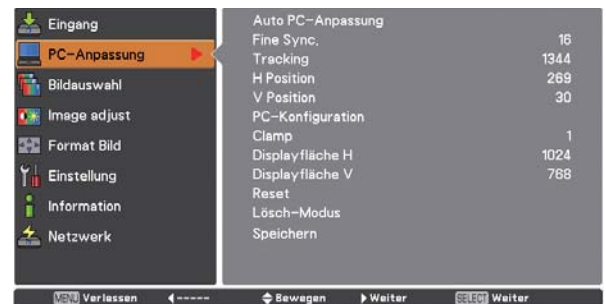 Eingang
PC-Anpassung
Bildauswahl
Image adjust
Format Bild
Einstellung
Information
Netzwerk
Auto PC-Anpassung
Fine Sync. 16
Tracking 1344
H Position 269
V Position 30
PC-Konfiguration
Clamp 1
Displayfläche H 1024
Displayfläche V 768
Reset
Lösch-Modus
Speichern
MENU Verlassen ----- Bewegen Weiter SELECT Weiter